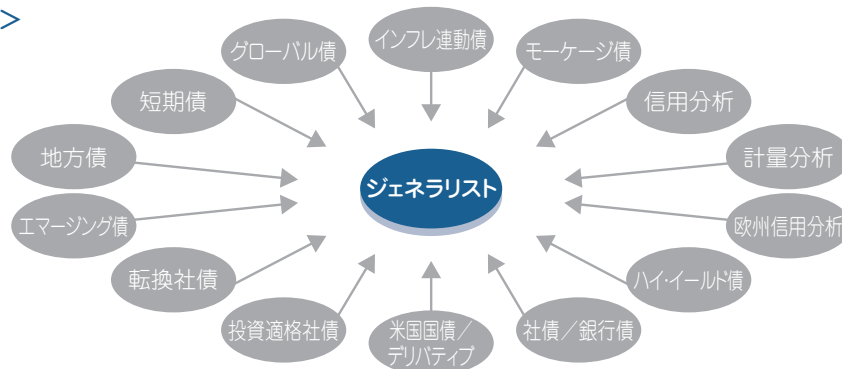 >
インフレ連動債
グローバル債
モーゲージ債
短期債
信用分析
地方債
計量分析
ジェネラリスト
エマージング債
欧州信用分析
転換社債
ハイ・イールド債
投資適格社債
米国国債／
デリバティブ
社債／銀行債